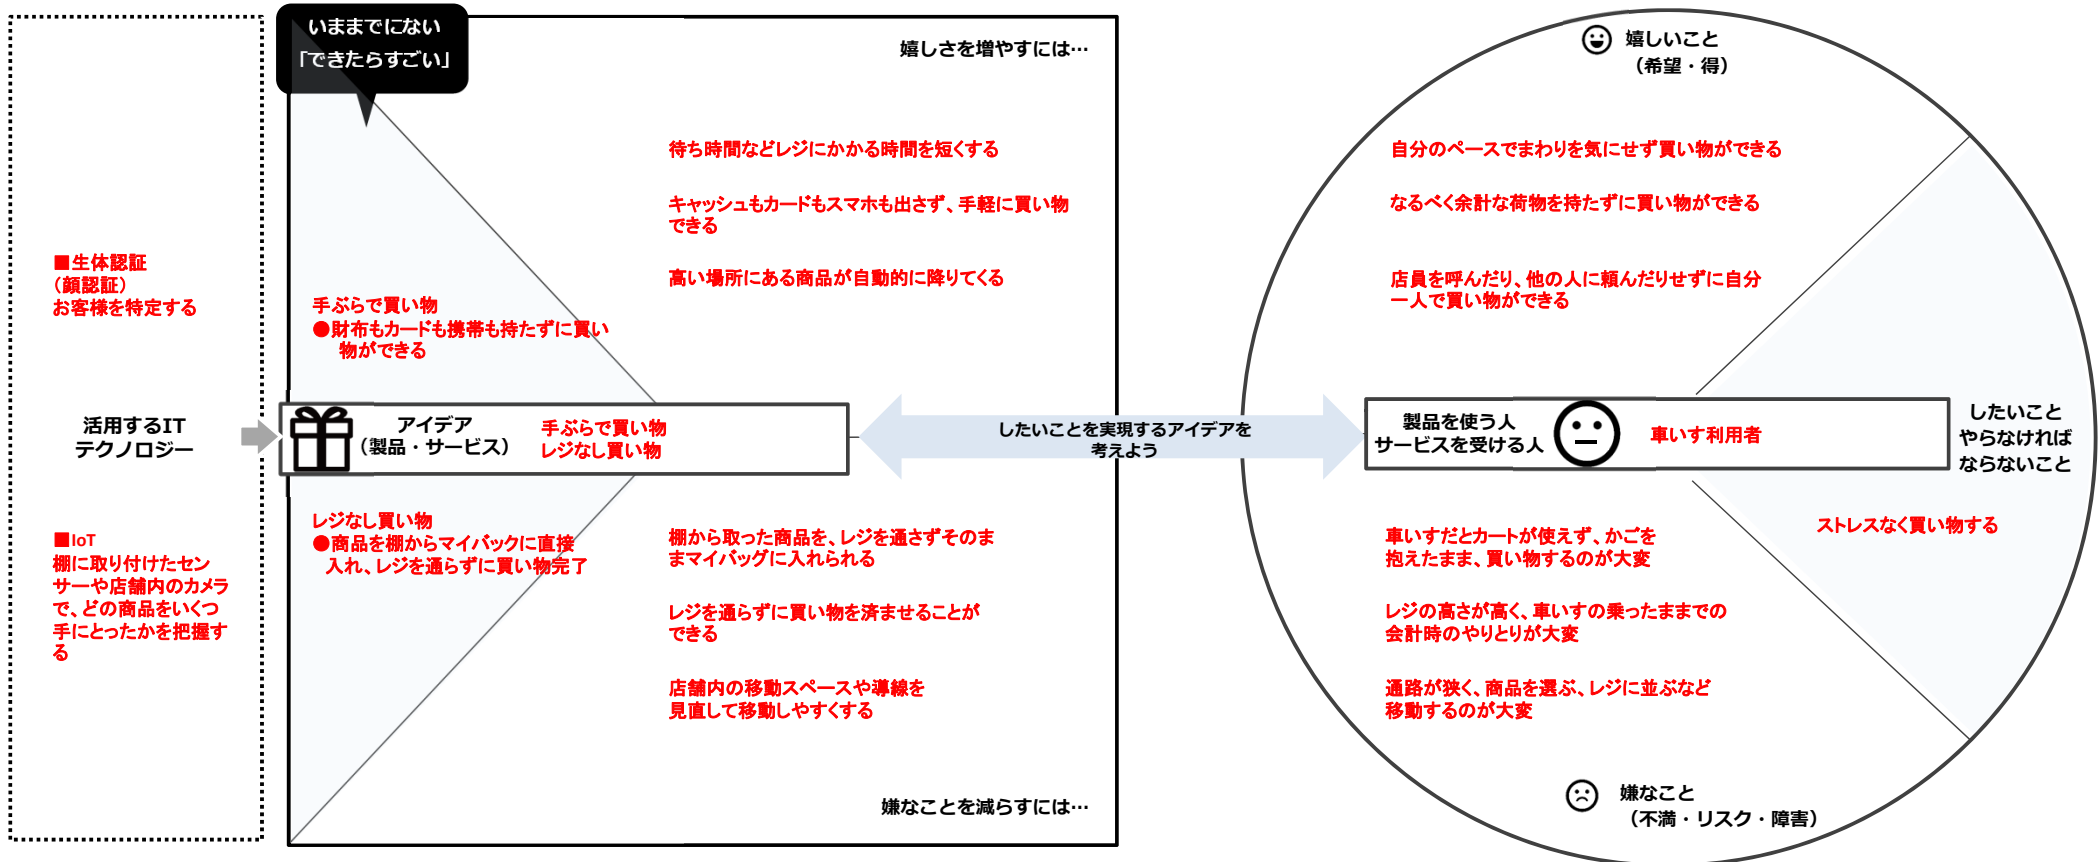 いままでにない
「できたらすごい」
嬉しさを増やすには…
待ち時間などレジにかかる時間を短くする
キャッシュもカードもスマホも出さず、手軽に買い物
できる
高い場所にある商品が自動的に降りてくる
■生体認証
（顔認証）
お客様を特定する
手ぶらで買い物
●財布もカードも携帯も持たずに買い
物ができる
活用するIT
テクノロジー
アイデア
（製品・サービス）
手ぶらで買い物
レジなし買い物
したいことを実現するアイデアを
考えよう
■IoT
棚に取り付けたセン
サーや店舗内のカメラ
で、どの商品をいくつ
手にとったかを把握す
る
レジなし買い物
●商品を棚からマイバックに直接
入れ、レジを通らずに買い物完了
棚から取った商品を、レジを通さずそのま
まマイバッグに入れられる
レジを通らずに買い物を済ませることが
できる
店舗内の移動スペースや導線を
見直して移動しやすくする
嫌なことを減らすには…
嬉しいこと
（希望・得）
自分のペースでまわりを気にせず買い物ができる
なるべく余計な荷物を持たずに買い物ができる
店員を呼んだり、他の人に頼んだりせずに自分
一人で買い物ができる
製品を使う人
サービスを受ける人
車いす利用者
したいこと
やらなければ
ならないこと
ストレスなく買い物する
車いすだとカートが使えず、かごを
抱えたまま、買い物するのが大変
レジの高さが高く、車いすの乗ったままでの
会計時のやりとりが大変
通路が狭く、商品を選ぶ、レジに並ぶなど
移動するのが大変
嫌なこと
（不満・リスク・障害）